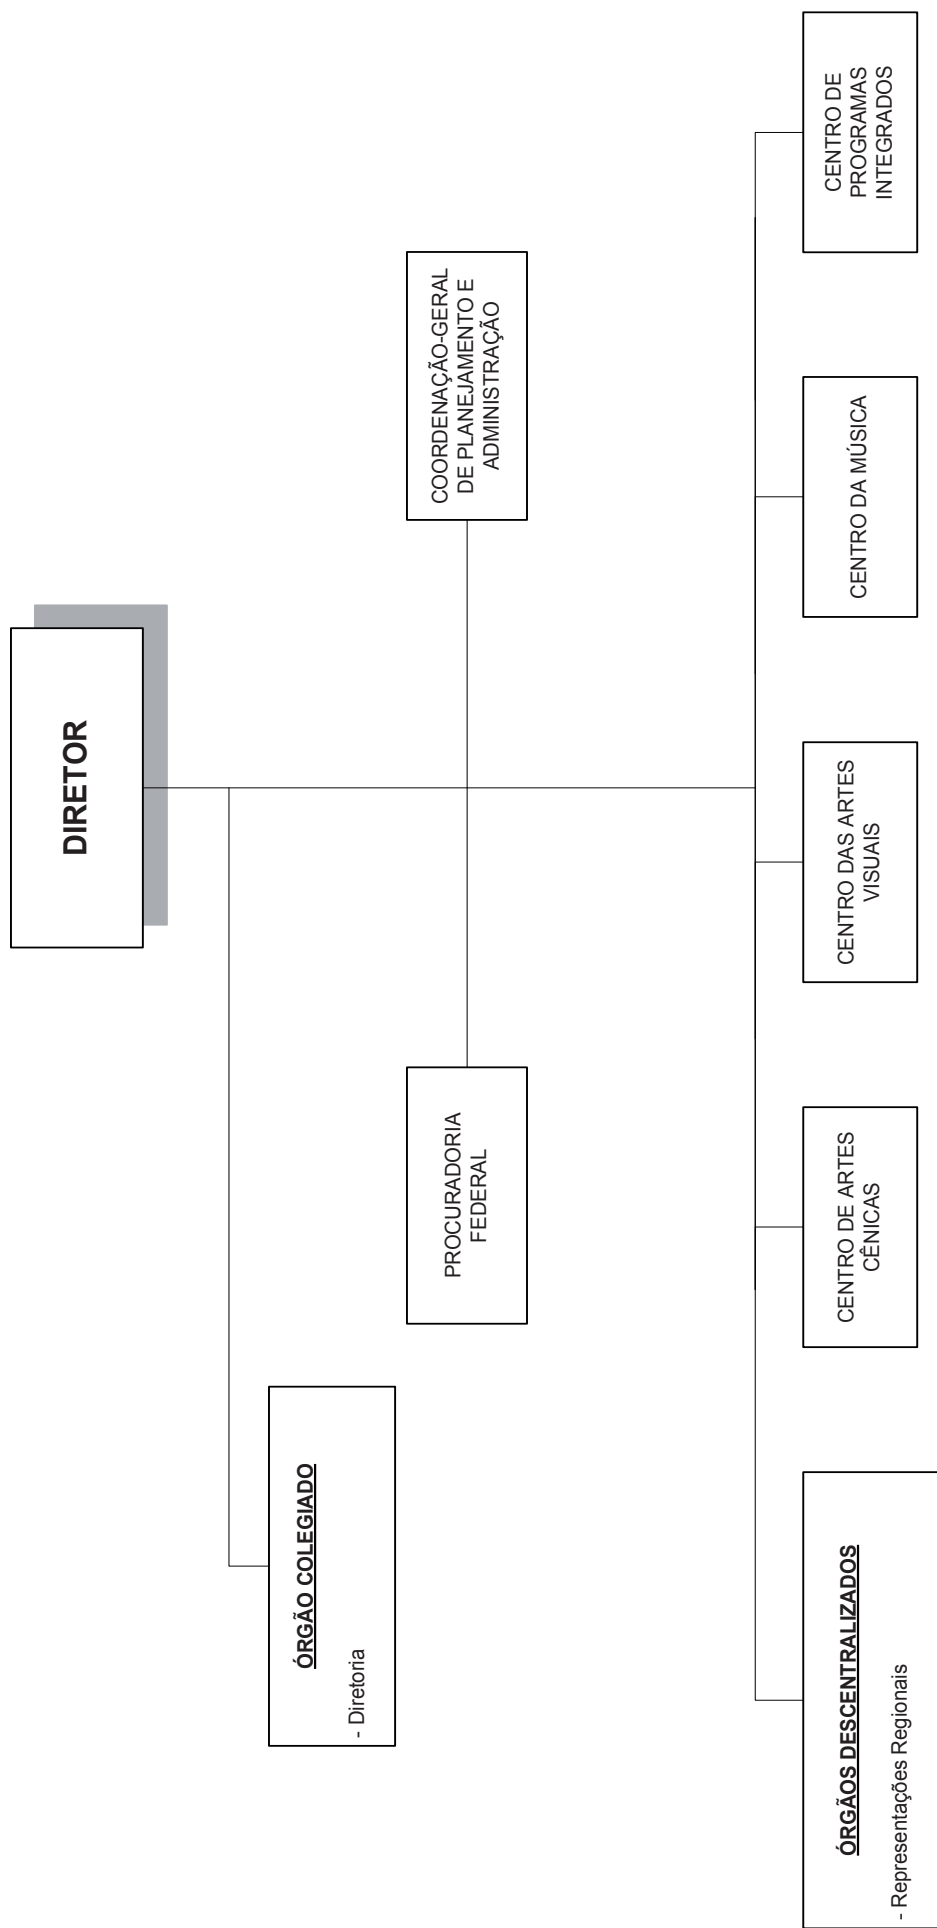 DIRETOR
ÓRGÃO COLEGIADO
- Diretoria
PROCURADORIA
FEDERAL
COORDENAÇÃO-GERAL
DE PLANEJAMENTO E
ADMINISTRAÇÃO
ÓRGÃOS DESCENTRALIZADOS
- Representações Regionais
CENTRO DE ARTES
CÊNICAS
CENTRO DAS ARTES
VISUAIS
CENTRO DA MÚSICA
CENTRO DE
PROGRAMAS
INTEGRADOS